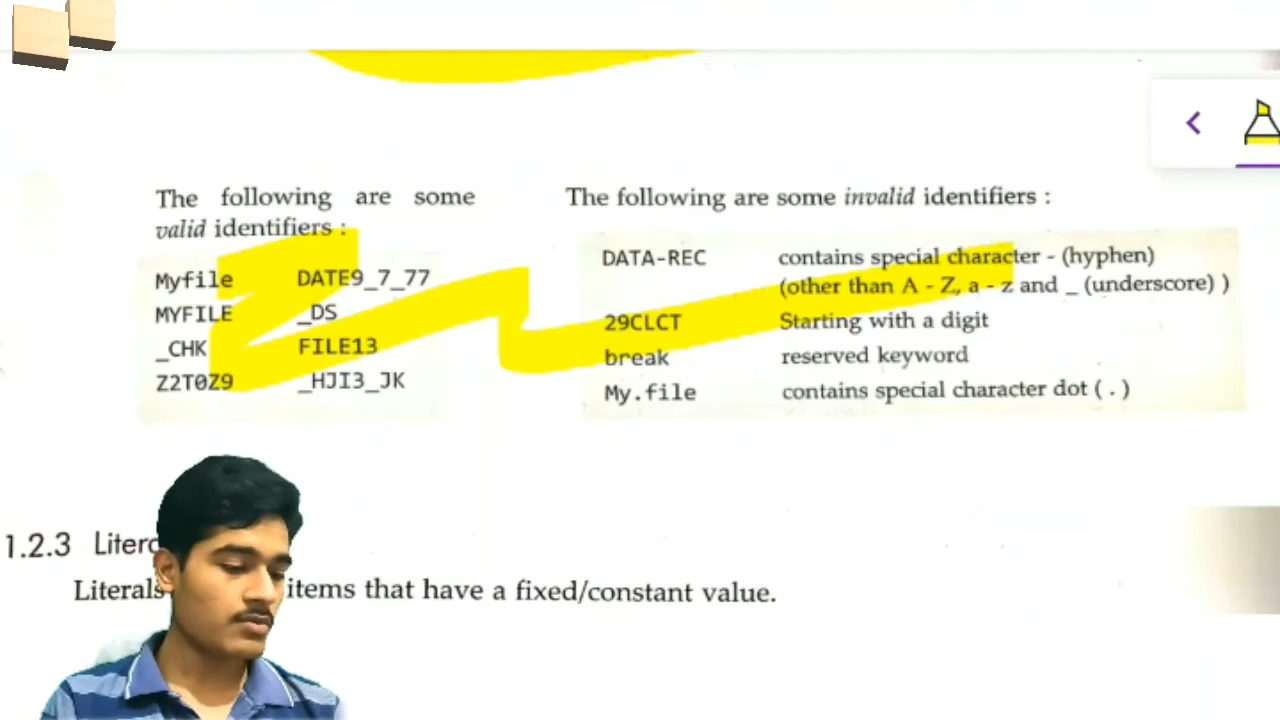 The following are some
valid identifiers :
Myfile DATE9_7_77
MYFILE _DS
_CHK FILE13
Z2T0Z9 _HJI3_JK
The following are some invalid identifiers :
DATA-REC contains special character - (hyphen)
(other than A - Z, a - z and _ (underscore) )
29CLCT Starting with a digit
break reserved keyword
My.file contains special character dot ( . )
1.2.3
Literals items that have a fixed/constant value.